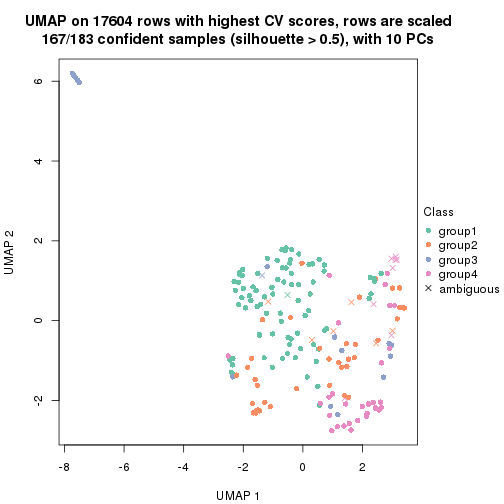 UMAP on 17604 rows with highest CV scores, rows are scaled
167/183 confident samples (silhouette > 0.5), with 10 PCs
6
4
2
0
-2
UMAP 2
-8
-6
-4
-2
0
2
UMAP 1
Class
group1
group2
group3
group4
ambiguous